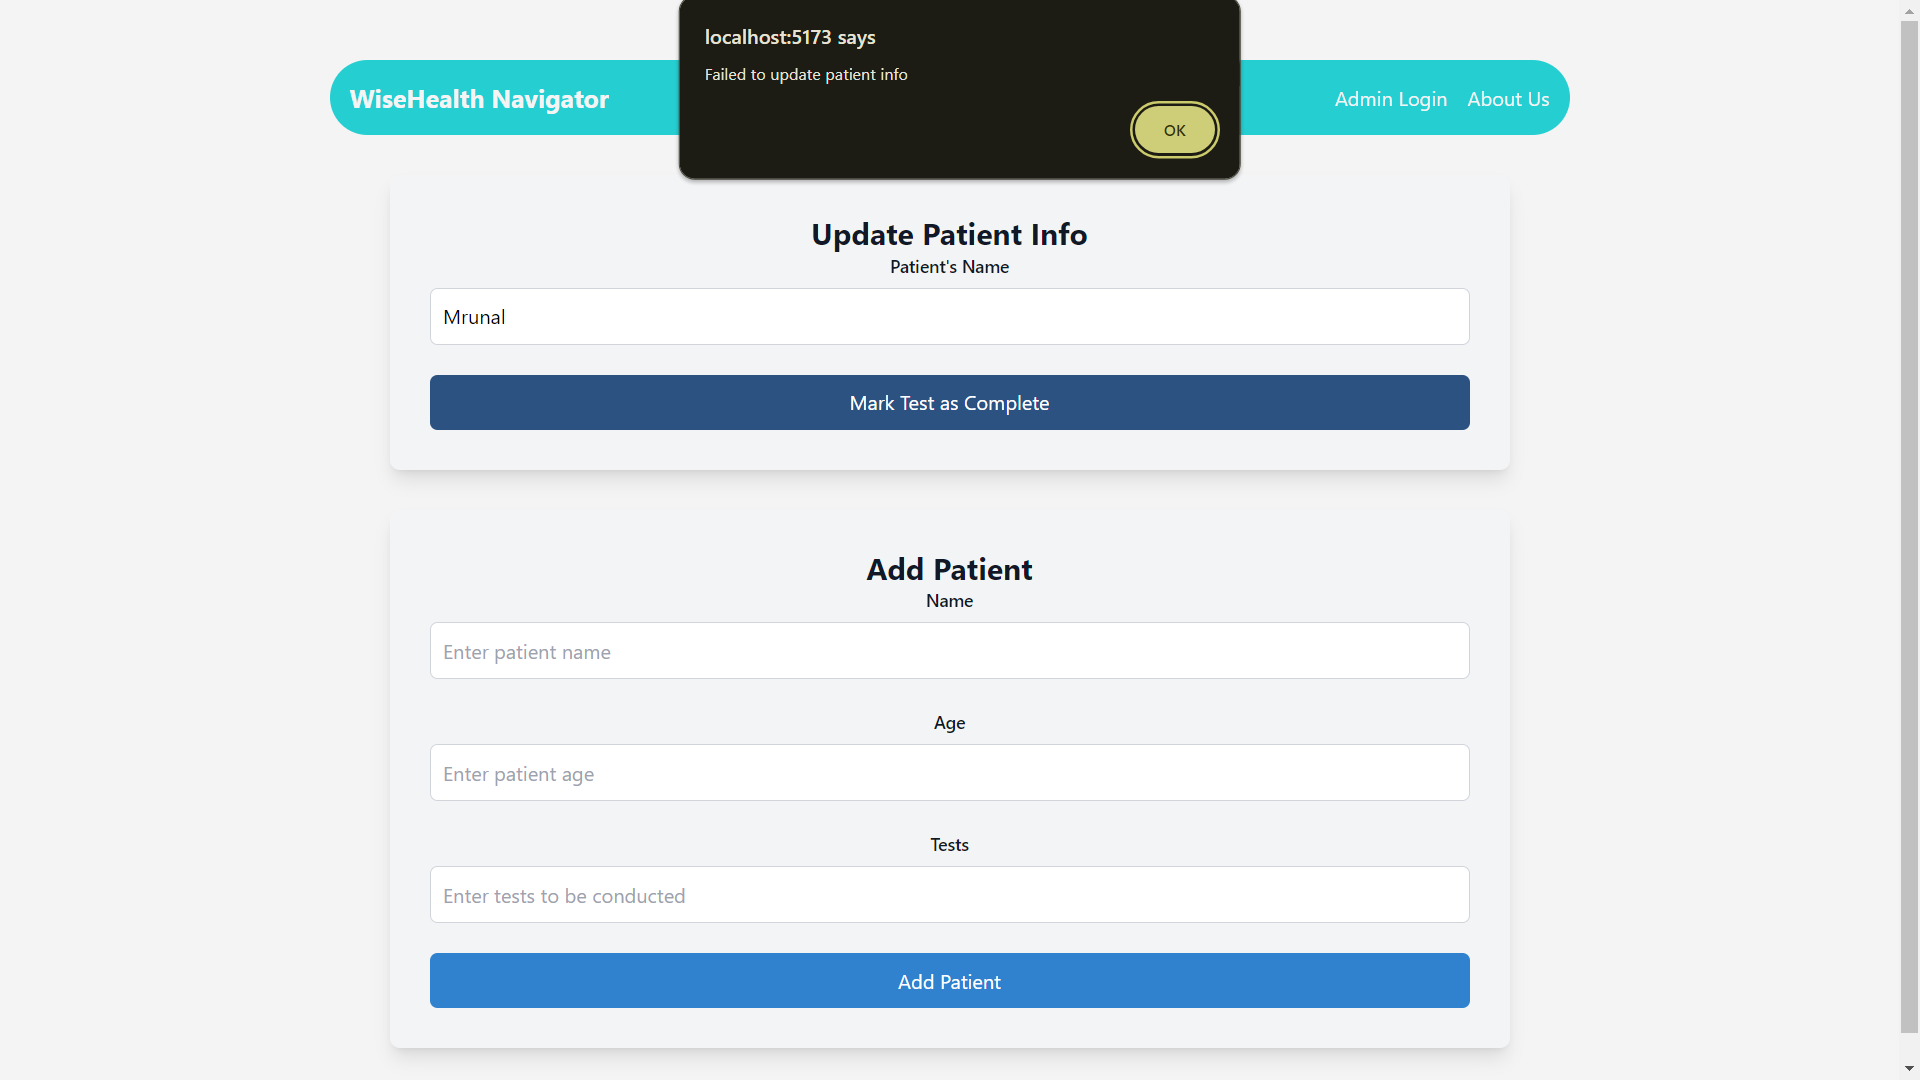 localhost:5173 says
Failed to update patient info
OK
WiseHealth Navigator
Admin Login
About Us
Update Patient Info
Patient's Name
Mrunal
Mark Test as Complete
Add Patient
Name
Enter patient name
Age
Enter patient age
Tests
Enter tests to be conducted
Add Patient